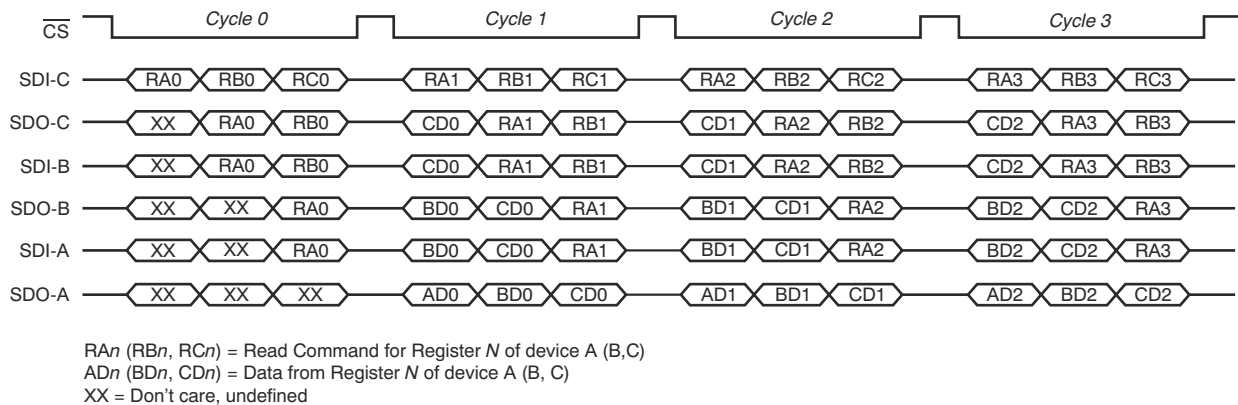 CS Cycle 0 Cycle 1 Cycle 2 Cycle 3
SDI-C RA0 RB0 RC0 RA1 RB1 RC1 RA2 RB2 RC2 RA3 RB3 RC3
SDO-C XX RA0 RB0 CD0 RA1 RB1 CD1 RA2 RB2 CD2 RA3 RB3
SDI-B XX RA0 RB0 CD0 RA1 RB1 CD1 RA2 RB2 CD2 RA3 RB3
SDO-B XX XX RA0 BD0 CD0 RA1 BD1 CD1 RA2 BD2 CD2 RA3
SDI-A XX XX RA0 BD0 CD0 RA1 BD1 CD1 RA2 BD2 CD2 RA3
SDO-A XX XX XX AD0 BD0 CD0 AD1 BD1 CD1 AD2 BD2 CD2
RAn (RBn, RCn) = Read Command for Register N of device A (B,C)
ADn (BDn, CDn) = Data from Register N of device A (B, C)
XX = Don't care, undefined